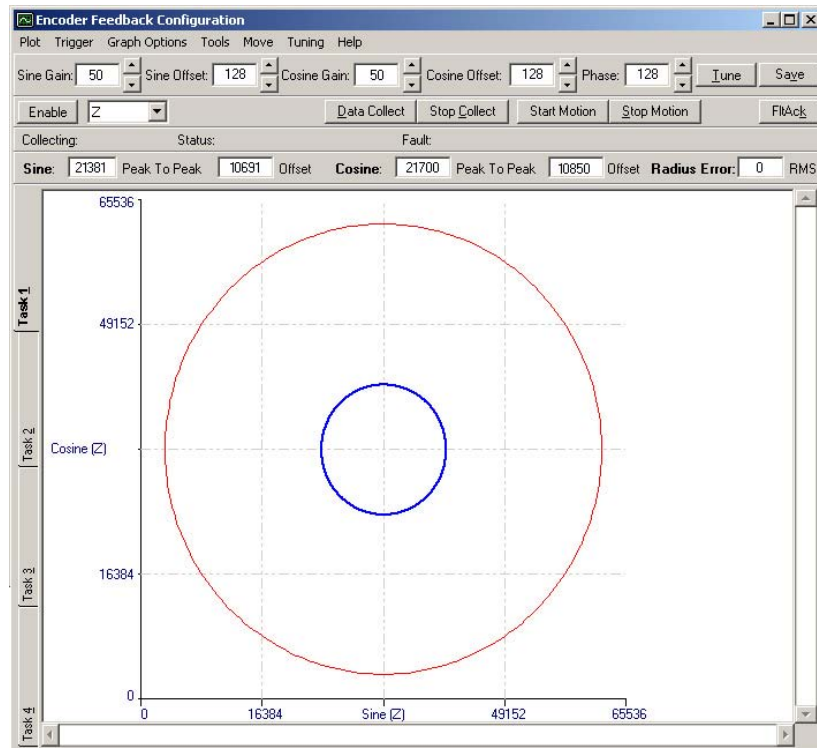 Encoder Feedback Configuration
Plot Trigger Graph Options Tools Move Tuning Help
Sine Gain: 50 Sine Offset: 128 Cosine Gain: 50 Cosine Offset: 128 Phase: 128 Tune Save
Enable Z Data Collect Stop Collect Start Motion Stop Motion FltAck
Collecting: Status: Fault:
Sine: 21381 Peak To Peak 10691 Offset Cosine: 21700 Peak To Peak 10850 Offset Radius Error: 0 RMS
65536
Task 1
49152
Task 2
Cosine (Z)
Task 3
16384
Task 4
0
0 16384 Sine (Z) 49152 65536